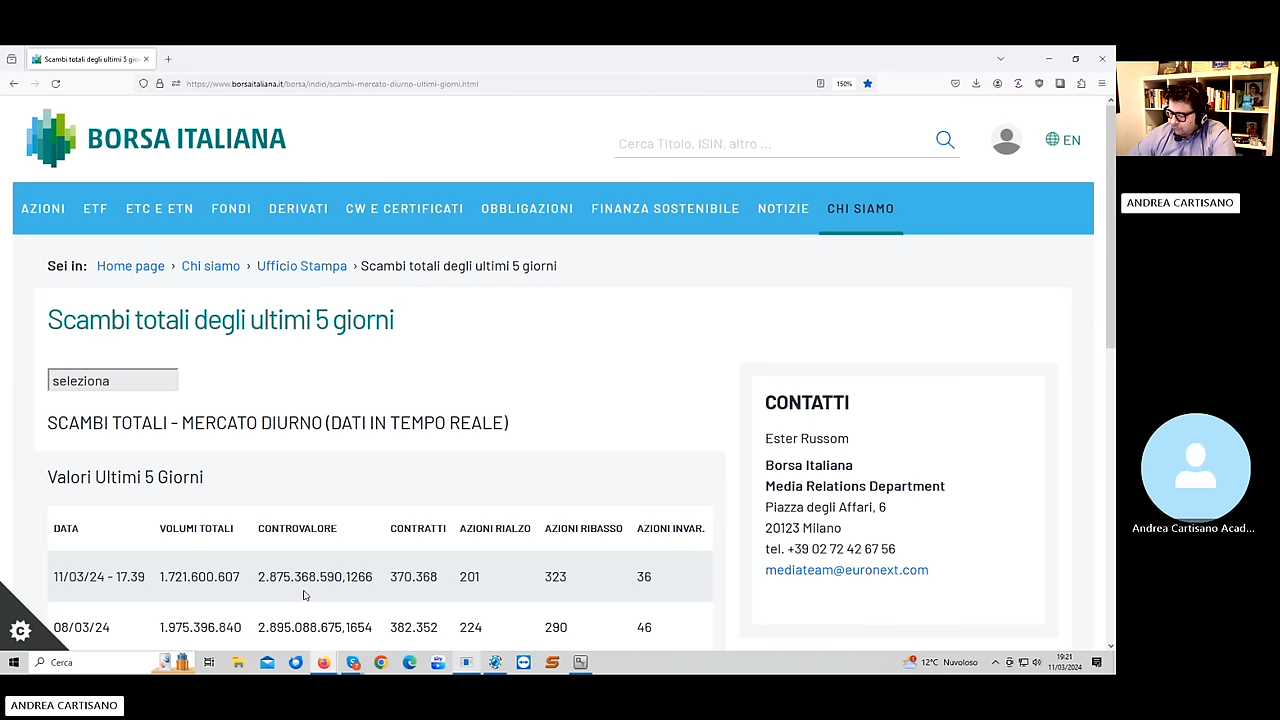 Scambi totali degli ultimi 5 gio
https://www.borsaitaliana.it/borsa/indici/scambi-mercato-diurno-ultimi-giorni.html
150%
BORSA ITALIANA
Cerca Titolo, ISIN, altro ...
EN
AZIONI ETF ETC E ETN FONDI DERIVATI CW E CERTIFICATI OBBLIGAZIONI FINANZA SOSTENIBILE NOTIZIE CHI SIAMO
Sei in: Home page › Chi siamo › Ufficio Stampa › Scambi totali degli ultimi 5 giorni
Scambi totali degli ultimi 5 giorni
seleziona
SCAMBI TOTALI - MERCATO DIURNO (DATI IN TEMPO REALE)
Valori Ultimi 5 Giorni
DATA VOLUMI TOTALI CONTROVALORE CONTRATTI AZIONI RIALZO AZIONI RIBASSO AZIONI INVAR.
11/03/24 - 17.39 1.721.600.607 2.875.368.590,1266 370.368 201 323 36
08/03/24 1.975.396.840 2.895.088.675,1654 382.352 224 290 46
CONTATTI
Ester Russom
Borsa Italiana
Media Relations Department
Piazza degli Affari, 6
20123 Milano
tel. +39 02 72 42 67 56
mediateam@euronext.com
Cerca
sky
12°C Nuvoloso
19:21
11/03/2024
ANDREA CARTISANO
Andrea Cartisano Acad...
ANDREA CARTISANO